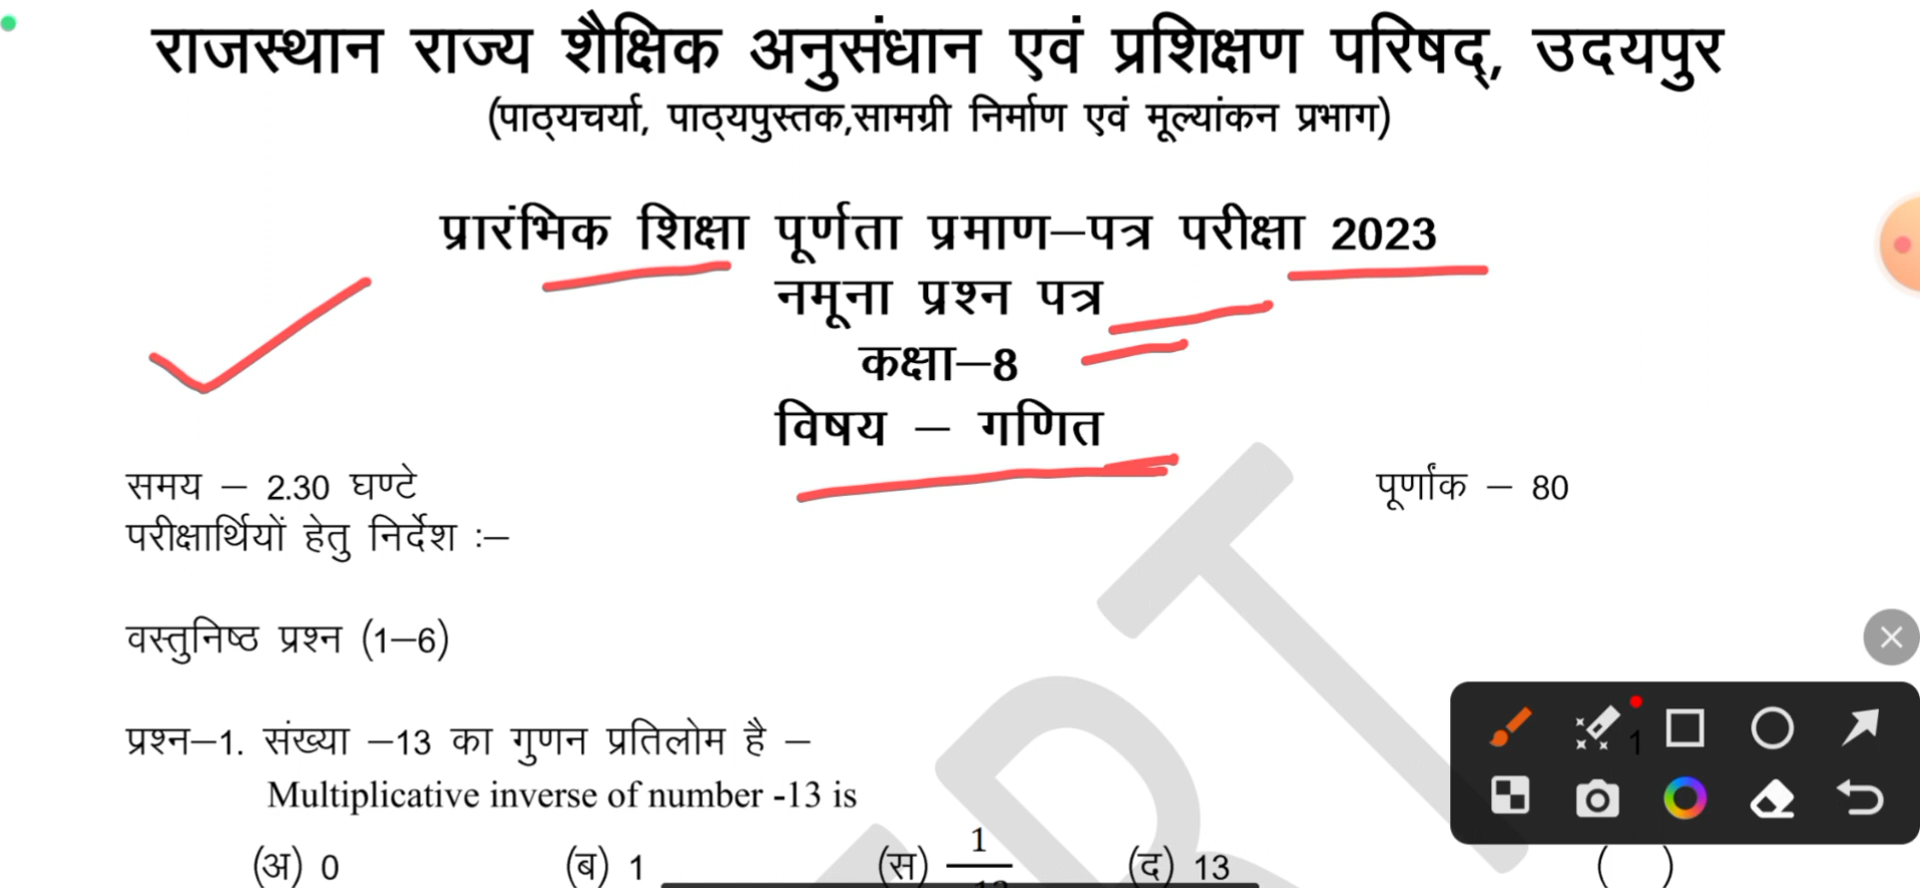 राजस्थान राज्य शैक्षिक अनुसंधान एवं प्रशिक्षण परिषद्, उदयपुर
(पाठ्यचर्या, पाठ्यपुस्तक,सामग्री निर्माण एवं मूल्यांकन प्रभाग)
प्रारंभिक शिक्षा पूर्णता प्रमाण–पत्र परीक्षा 2023
नमूना प्रश्न पत्र
कक्षा–8
विषय – गणित
समय – 2.30 घण्टे पूर्णांक – 80
परीक्षार्थियों हेतु निर्देश :–
वस्तुनिष्ठ प्रश्न (1–6)
प्रश्न–1. संख्या –13 का गुणन प्रतिलोम है – 1
Multiplicative inverse of number -13 is
(अ) 0 (ब) 1 (स) 1 (द) 13 ( )